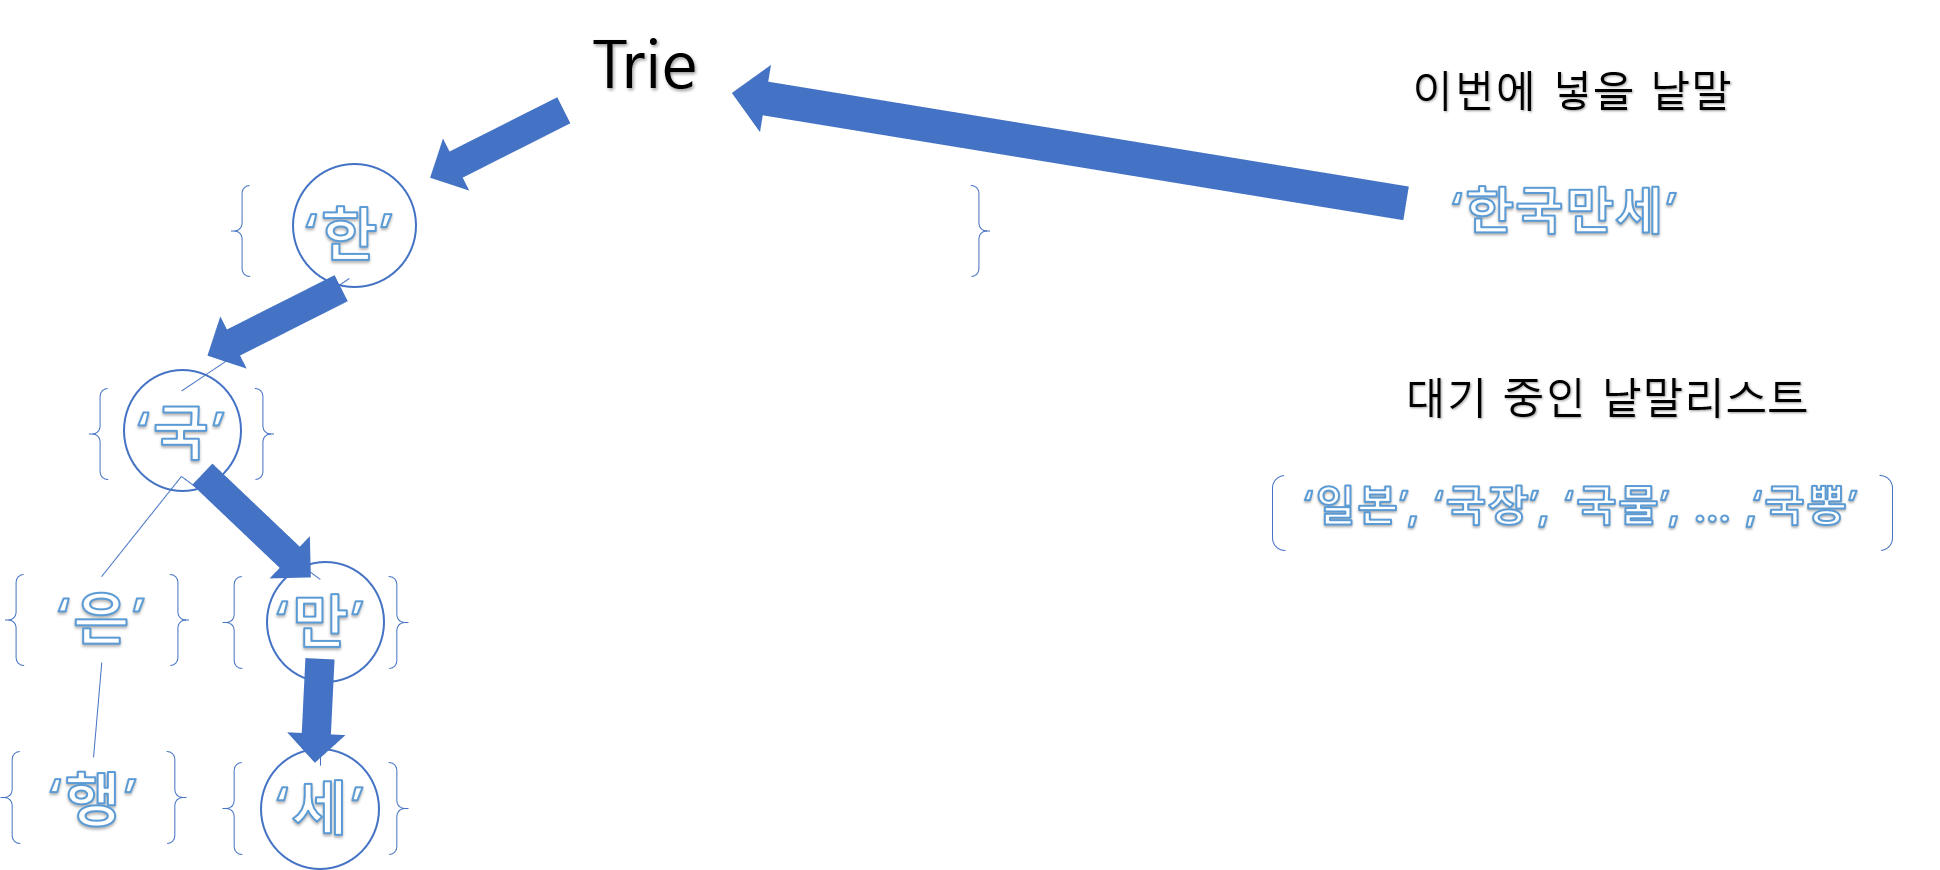 Trie
이번에 넣을 낱말
‘한국만세’
‘한’
대기 중인 낱말리스트
‘국’
‘일본’, ‘국장’, ‘국물’, ... ,‘국뽕’
‘은’ ‘만’
‘행’ ‘세’